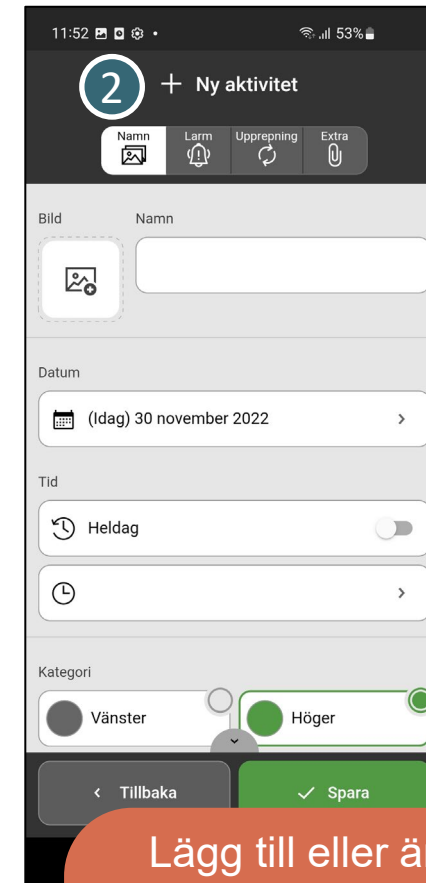 11:52 53%
2 + Ny aktivitet
Namn Larm Upprepning Extra
Bild Namn
Datum
(Idag) 30 november 2022
Tid
Heldag
Kategori
Vänster Höger
Tillbaka Spara
Lägg till eller är